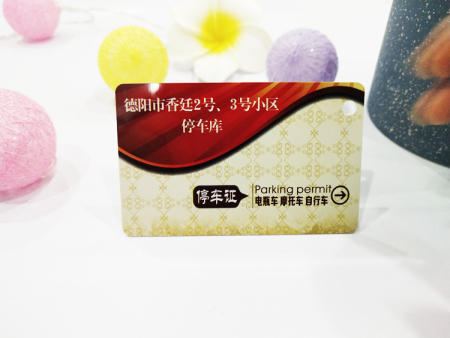 德阳市香廷2号、3号小区
停车库
停车证
Parking permit
电瓶车 摩托车 自行车